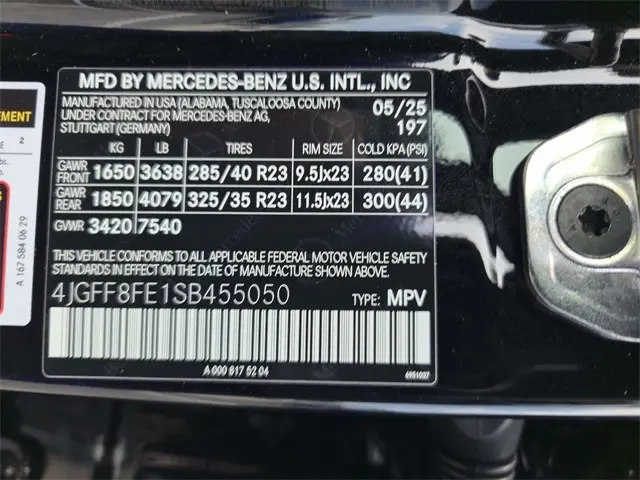 MFD BY MERCEDES-BENZ U.S. INTL., INC
MANUFACTURED IN USA (ALABAMA, TUSCALOOSA COUNTY) 05/25
UNDER CONTRACT FOR MERCEDES-BENZ AG,
STUTTGART (GERMANY) 197
KG LB TIRES RIM SIZE COLD KPA (PSI)
GAWR FRONT 1650 3638 285/40 R23 9.5Jx23 280(41)
GAWR REAR 1850 4079 325/35 R23 11.5Jx23 300(44)
GVWR 3420 7540
THIS VEHICLE CONFORMS TO ALL APPLICABLE FEDERAL MOTOR VEHICLE SAFETY
STANDARDS IN EFFECT ON THE DATE OF MANUFACTURE SHOWN ABOVE.
4JGFF8FE1SB455050 TYPE: MPV
A 000 817 52 04
A 167 584 06 29
2